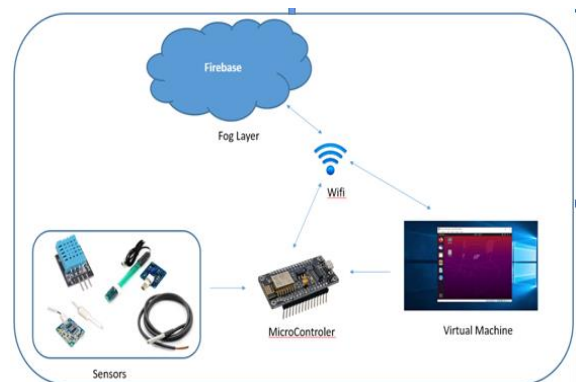 Firebase
Fog Layer
Wifi
MicroControler
Virtual Machine
Sensors